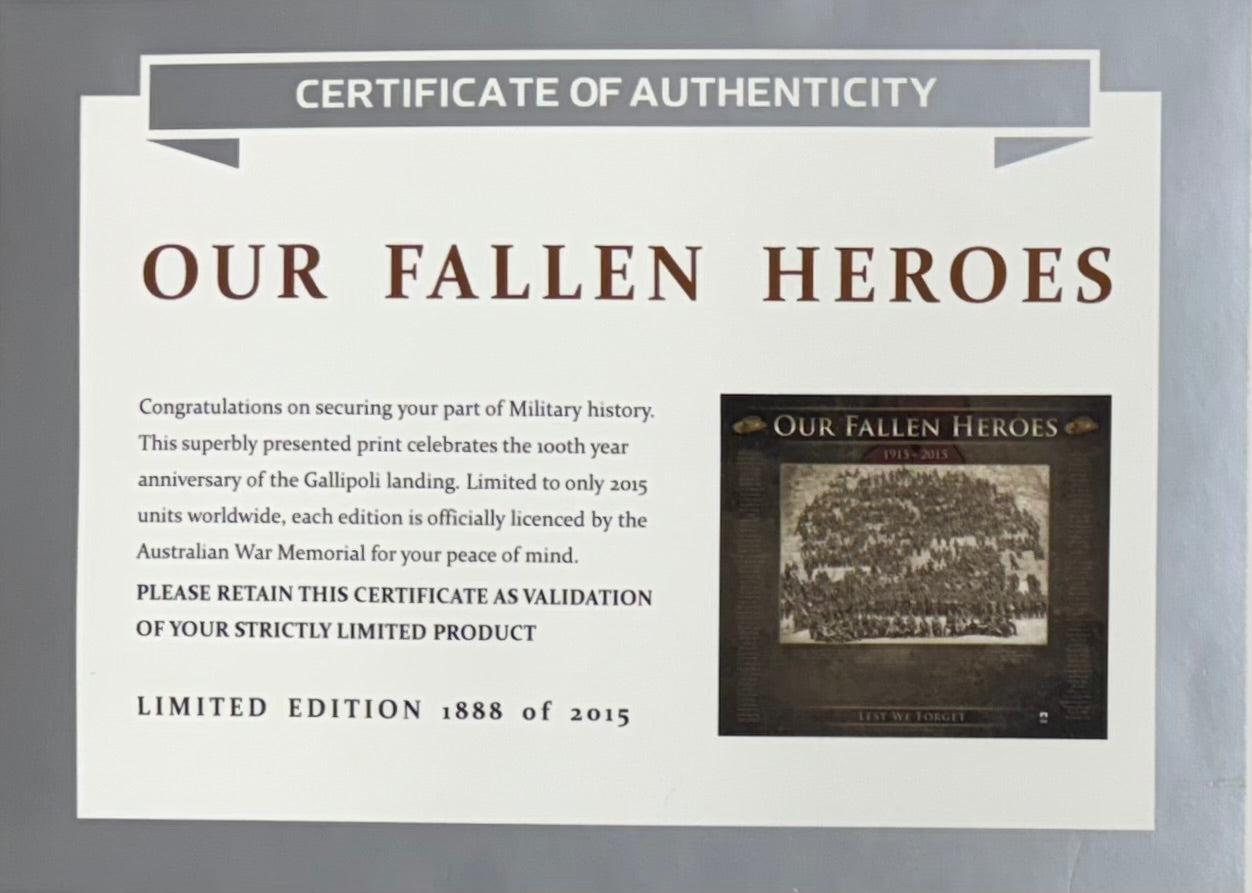 CERTIFICATE OF AUTHENTICITY
OUR FALLEN HEROES
Congratulations on securing your part of Military history.
This superbly presented print celebrates the 100th year
anniversary of the Gallipoli landing. Limited to only 2015
units worldwide, each edition is officially licenced by the
Australian War Memorial for your peace of mind.
PLEASE RETAIN THIS CERTIFICATE AS VALIDATION
OF YOUR STRICTLY LIMITED PRODUCT
LIMITED EDITION 1888 of 2015
OUR FALLEN HEROES
1915 - 2015
LEST WE FORGET